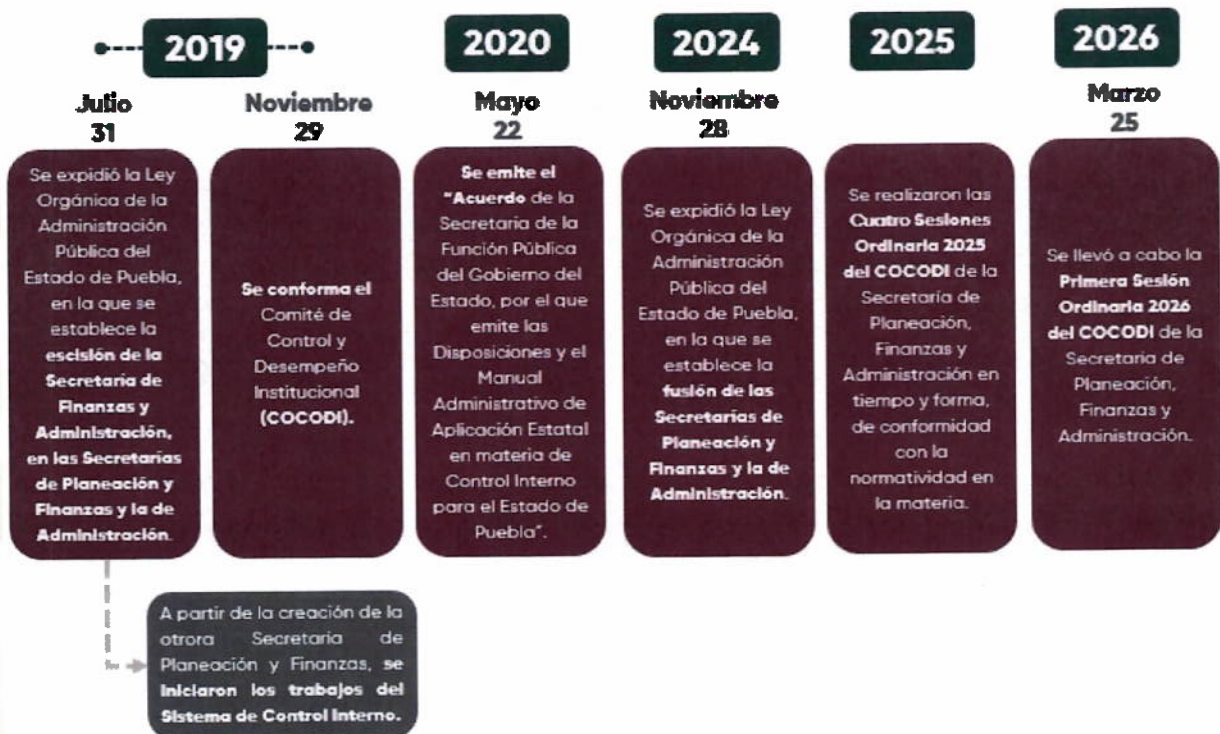 2019
Julio
31
Se expidió la Ley
Orgánica de la
Administración
Pública del
Estado de Puebla,
en la que se
establece la
escisión de la
Secretaría de
Finanzas y
Administración,
en las Secretarías
de Planeación y
Finanzas y la de
Administración.
A partir de la creación de la
otrora Secretaría de
Planeación y Finanzas, se
iniciaron los trabajos del
Sistema de Control Interno.
Noviembre
29
Se conforma el
Comité de
Control y
Desempeño
Institucional
(COCODI).
2020
Mayo
22
Se emite el
"Acuerdo de la
Secretaría de la
Función Pública
del Gobierno del
Estado, por el que
emite las
Disposiciones y el
Manual
Administrativo de
Aplicación Estatal
en materia de
Control Interno
para el Estado de
Puebla".
2024
Noviembre
28
Se expidió la Ley
Orgánica de la
Administración
Pública del
Estado de Puebla,
en la que se
establece la
fusión de las
Secretarías de
Planeación y
Finanzas y la de
Administración.
2025
Se realizaron las
Cuatro Sesiones
Ordinaria 2025
del COCODI de la
Secretaría de
Planeación,
Finanzas y
Administración en
tiempo y forma,
de conformidad
con la
normatividad en
la materia.
2026
Marzo
25
Se llevó a cabo la
Primera Sesión
Ordinaria 2026
del COCODI de la
Secretaría de
Planeación,
Finanzas y
Administración.